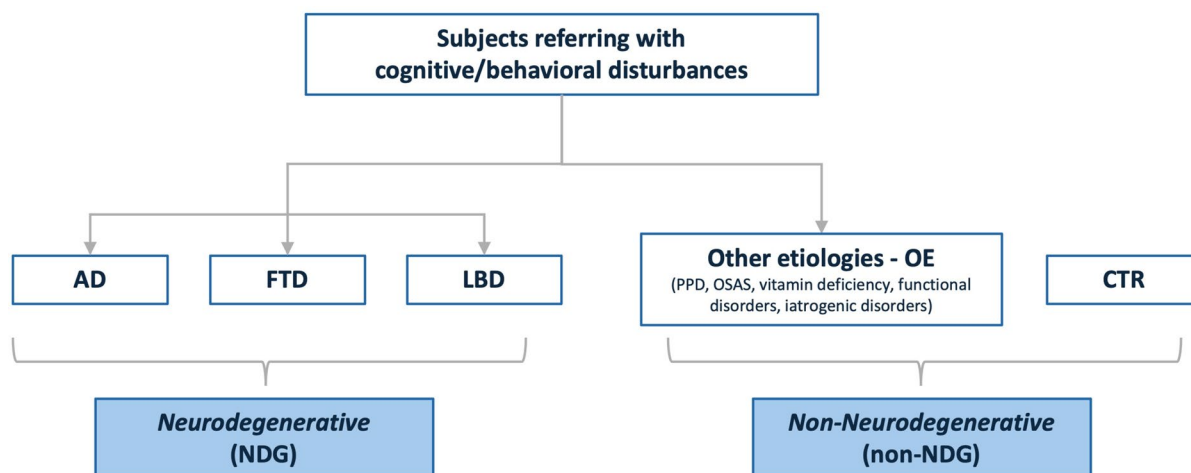 Subjects referring with
cognitive/behavioral disturbances
AD
FTD
LBD
Other etiologies - OE
(PPD, OSAS, vitamin deficiency, functional
disorders, iatrogenic disorders)
CTR
Neurodegenerative
(NDG)
Non-Neurodegenerative
(non-NDG)